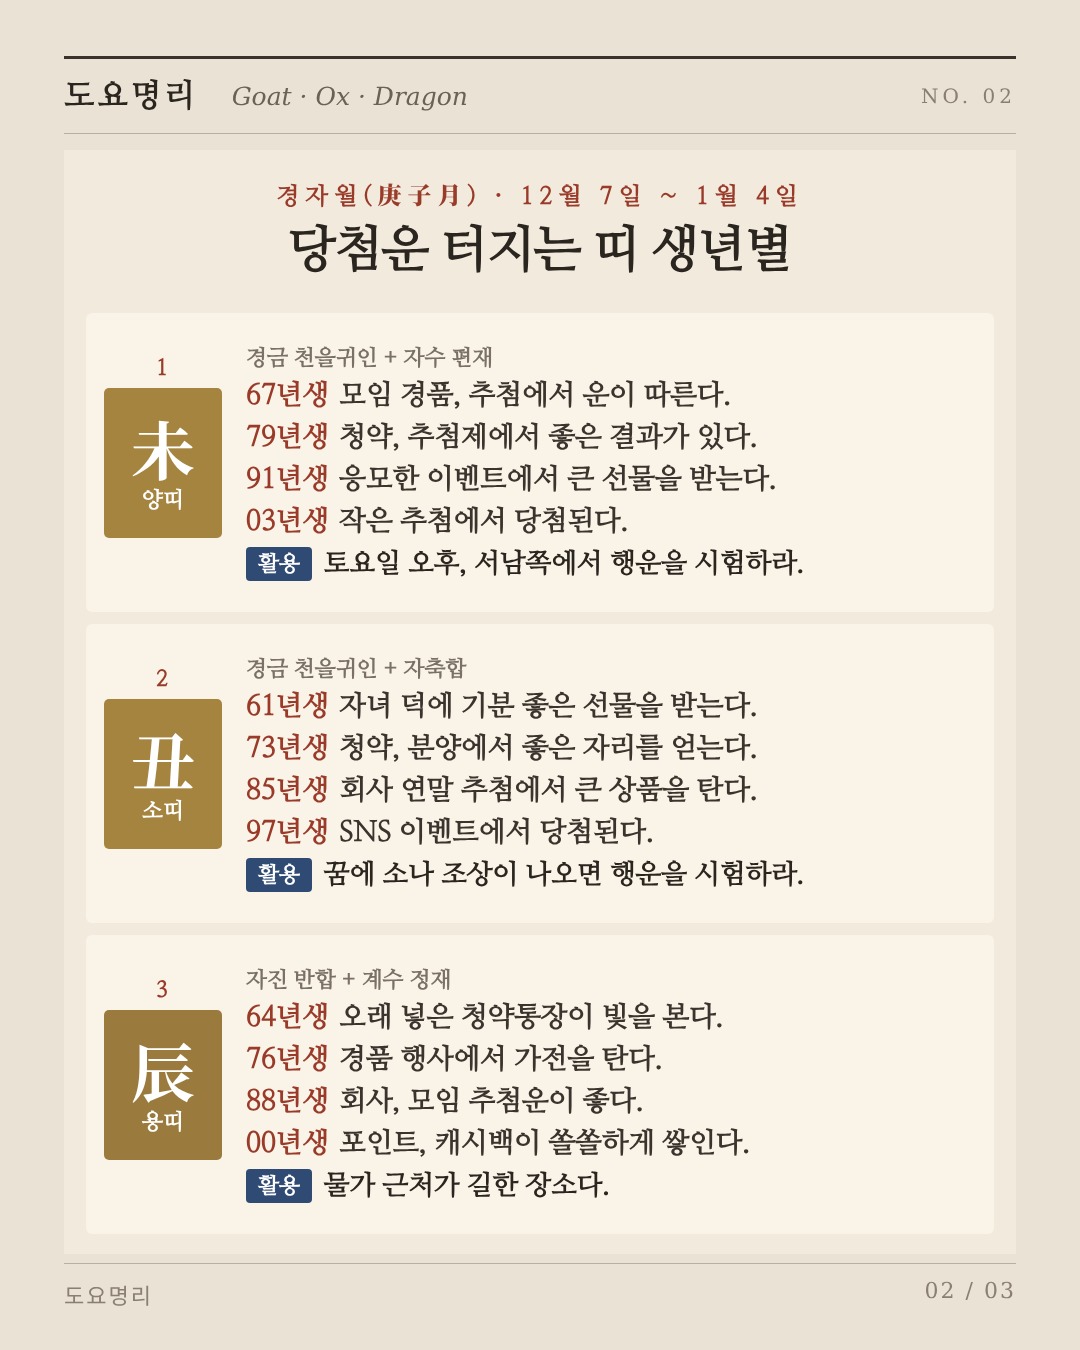 도요명리 Goat · Ox · Dragon NO. 02
경자월(庚子月) · 12월 7일 ~ 1월 4일
당첨운 터지는 띠 생년별
1
未
양띠
경금 천을귀인 + 자수 편재
67년생 모임 경품, 추첨에서 운이 따른다.
79년생 청약, 추첨제에서 좋은 결과가 있다.
91년생 응모한 이벤트에서 큰 선물을 받는다.
03년생 작은 추첨에서 당첨된다.
활용 토요일 오후, 서남쪽에서 행운을 시험하라.
2
丑
소띠
경금 천을귀인 + 자축합
61년생 자녀 덕에 기분 좋은 선물을 받는다.
73년생 청약, 분양에서 좋은 자리를 얻는다.
85년생 회사 연말 추첨에서 큰 상품을 탄다.
97년생 SNS 이벤트에서 당첨된다.
활용 꿈에 소나 조상이 나오면 행운을 시험하라.
3
辰
용띠
자진 반합 + 계수 정재
64년생 오래 넣은 청약통장이 빛을 본다.
76년생 경품 행사에서 가전을 탄다.
88년생 회사, 모임 추첨운이 좋다.
00년생 포인트, 캐시백이 쏠쏠하게 쌓인다.
활용 물가 근처가 길한 장소다.
도요명리 02 / 03